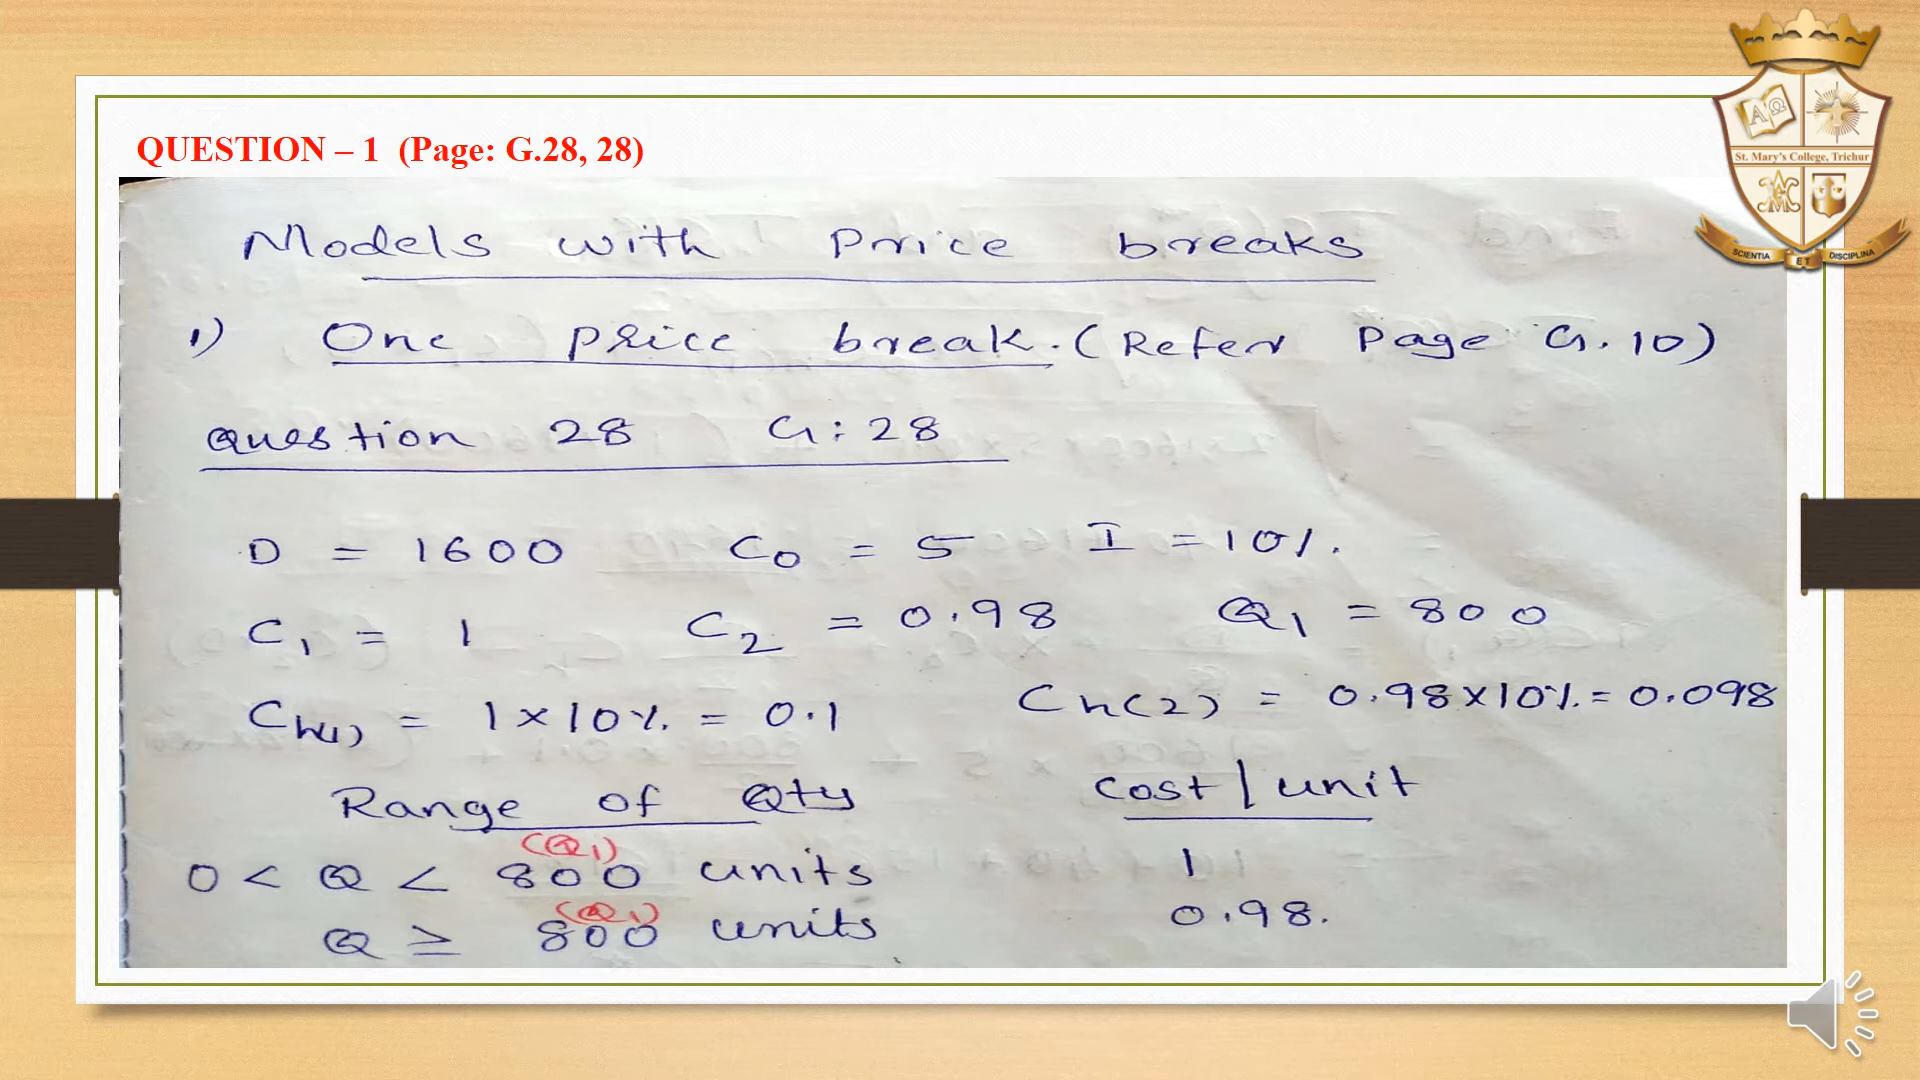 QUESTION – 1 (Page: G.28, 28)
St. Mary's College, Trichur
SCIENTIA ET DISCIPLINA
Models with Price breaks
1) One price break. (Refer Page G.10)
Question 28 G:28
D = 1600 C0 = 5 I = 10%.
C1 = 1 C2 = 0.98 Q1 = 800
Ch(1) = 1×10%. = 0.1 Ch(2) = 0.98×10%. = 0.098
Range of Qty Cost/unit
(Q1)
0 < Q < 800 units 1
(Q1)
Q ≥ 800 units 0.98.